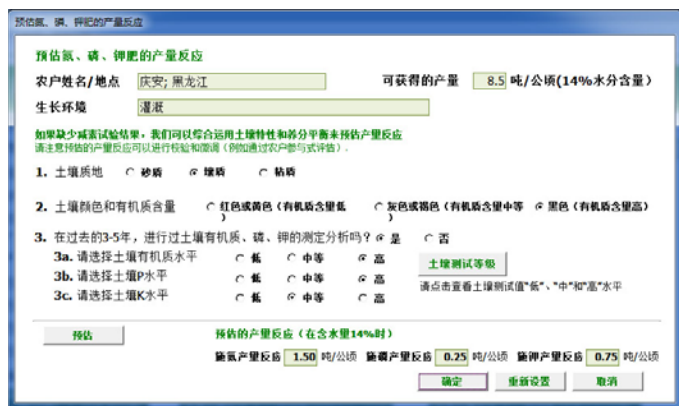 预估氮、磷、钾肥的产量反应
预估氮、磷、钾肥的产量反应
农户姓名/地点 庆安; 黑龙江 可获得的产量 8.5 吨/公顷(14%水分含量)
生长环境 灌溉
如果缺少减素试验结果,我们可以综合运用土壤特性和养分平衡来预估产量反应
请注意预估的产量反应可以进行校验和微调(例如通过农户参与式评估).
1. 土壤质地 砂质 壤质 粘质
2. 土壤颜色和有机质含量 红色或黄色(有机质含量低) 灰色或褐色(有机质含量中等) 黑色(有机质含量高)
3. 在过去的3-5年,进行过土壤有机质、磷、钾的测定分析吗? 是 否
3a. 请选择土壤有机质水平 低 中等 高 土壤测试等级
3b. 请选择土壤P水平 低 中等 高 请点击查看土壤测试值"低"、"中"和"高"水平
3c. 请选择土壤K水平 低 中等 高
预估 预估的产量反应(在含水量14%时)
施氮产量反应 1.50 吨/公顷 施磷产量反应 0.25 吨/公顷 施钾产量反应 0.75 吨/公顷
确定 重新设置 取消